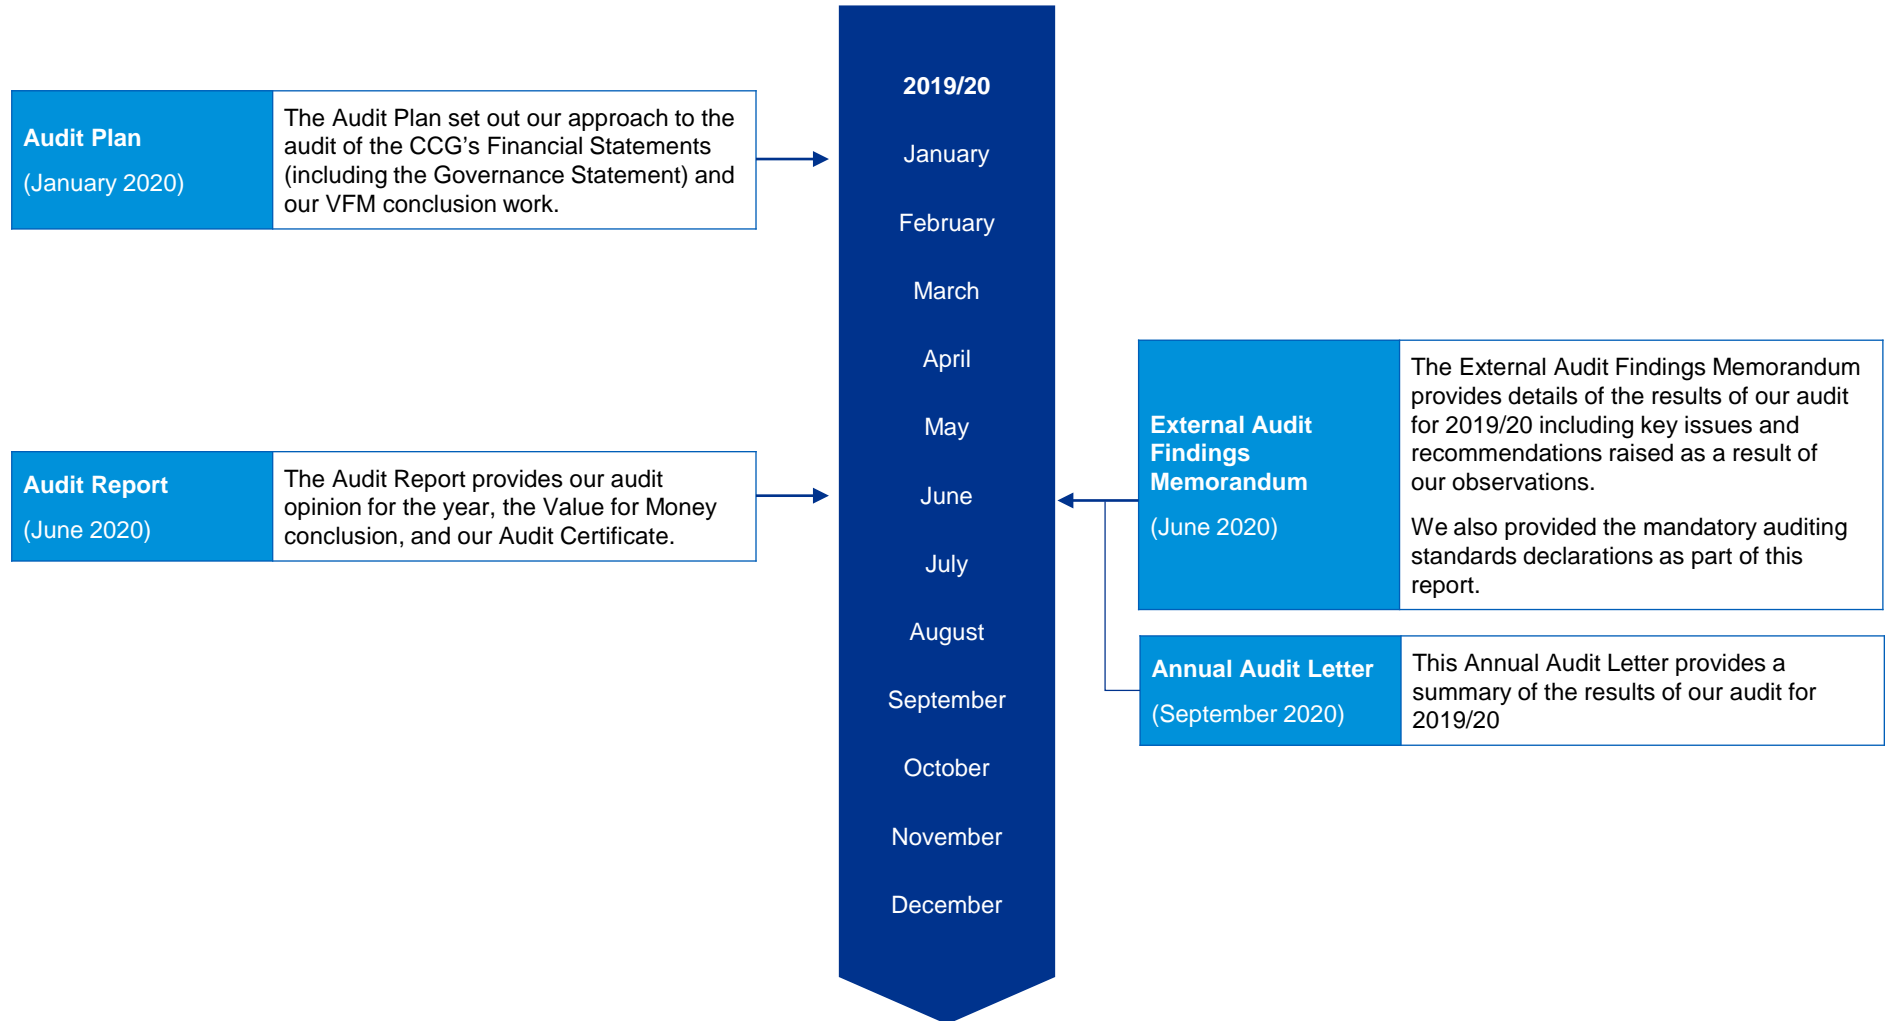 2019/20
January
February
March
April
May
June
July
August
September
October
November
December
Audit Plan
(January 2020)
The Audit Plan set out our approach to the
audit of the CCG's Financial Statements
(including the Governance Statement) and
our VFM conclusion work.
Audit Report
(June 2020)
The Audit Report provides our audit
opinion for the year, the Value for Money
conclusion, and our Audit Certificate.
External Audit
Findings
Memorandum
(June 2020)
The External Audit Findings Memorandum
provides details of the results of our audit
for 2019/20 including key issues and
recommendations raised as a result of
our observations.
We also provided the mandatory auditing
standards declarations as part of this
report.
Annual Audit Letter
(September 2020)
This Annual Audit Letter provides a
summary of the results of our audit for
2019/20